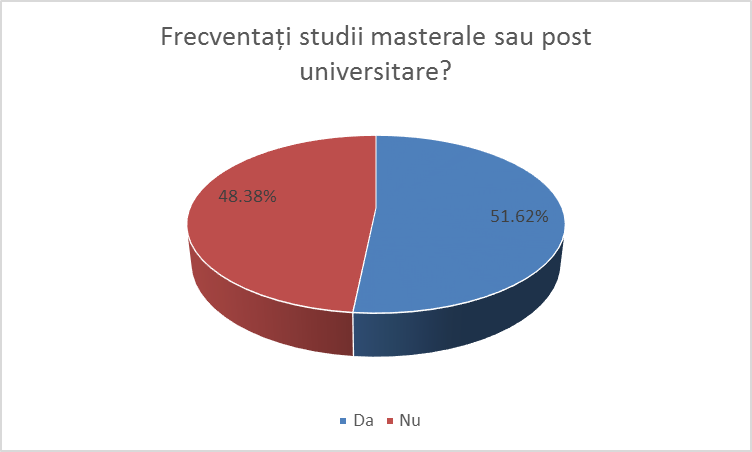 Frecventați studii masterale sau post
universitare?
48.38%
51.62%
Da
Nu